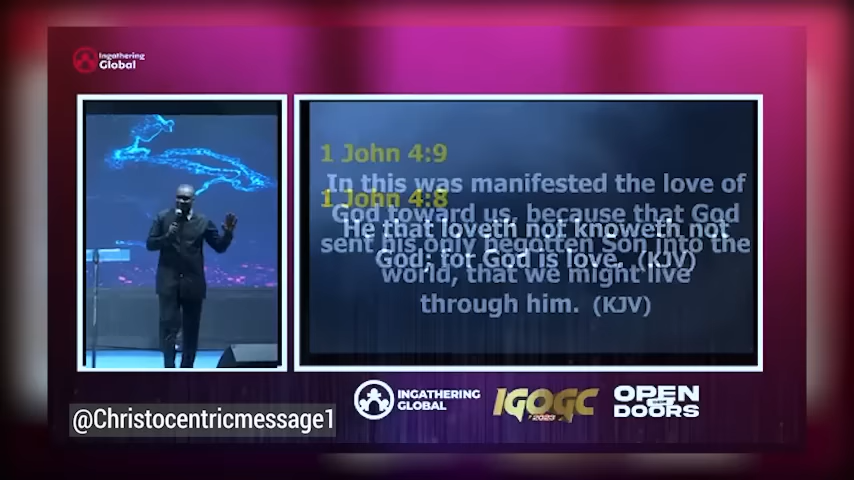 Ingathering
Global
1 John 4:9
In this was manifested the love of
God toward us, because that God
sent his only begotten Son into the
world, that we might live
through him. (KJV)
1 John 4:8
He that loveth not knoweth not
God; for God is love. (KJV)
INGATHERING
GLOBAL
IGOGC
2023
OPEN
DOORS
@Christocentricmessage1